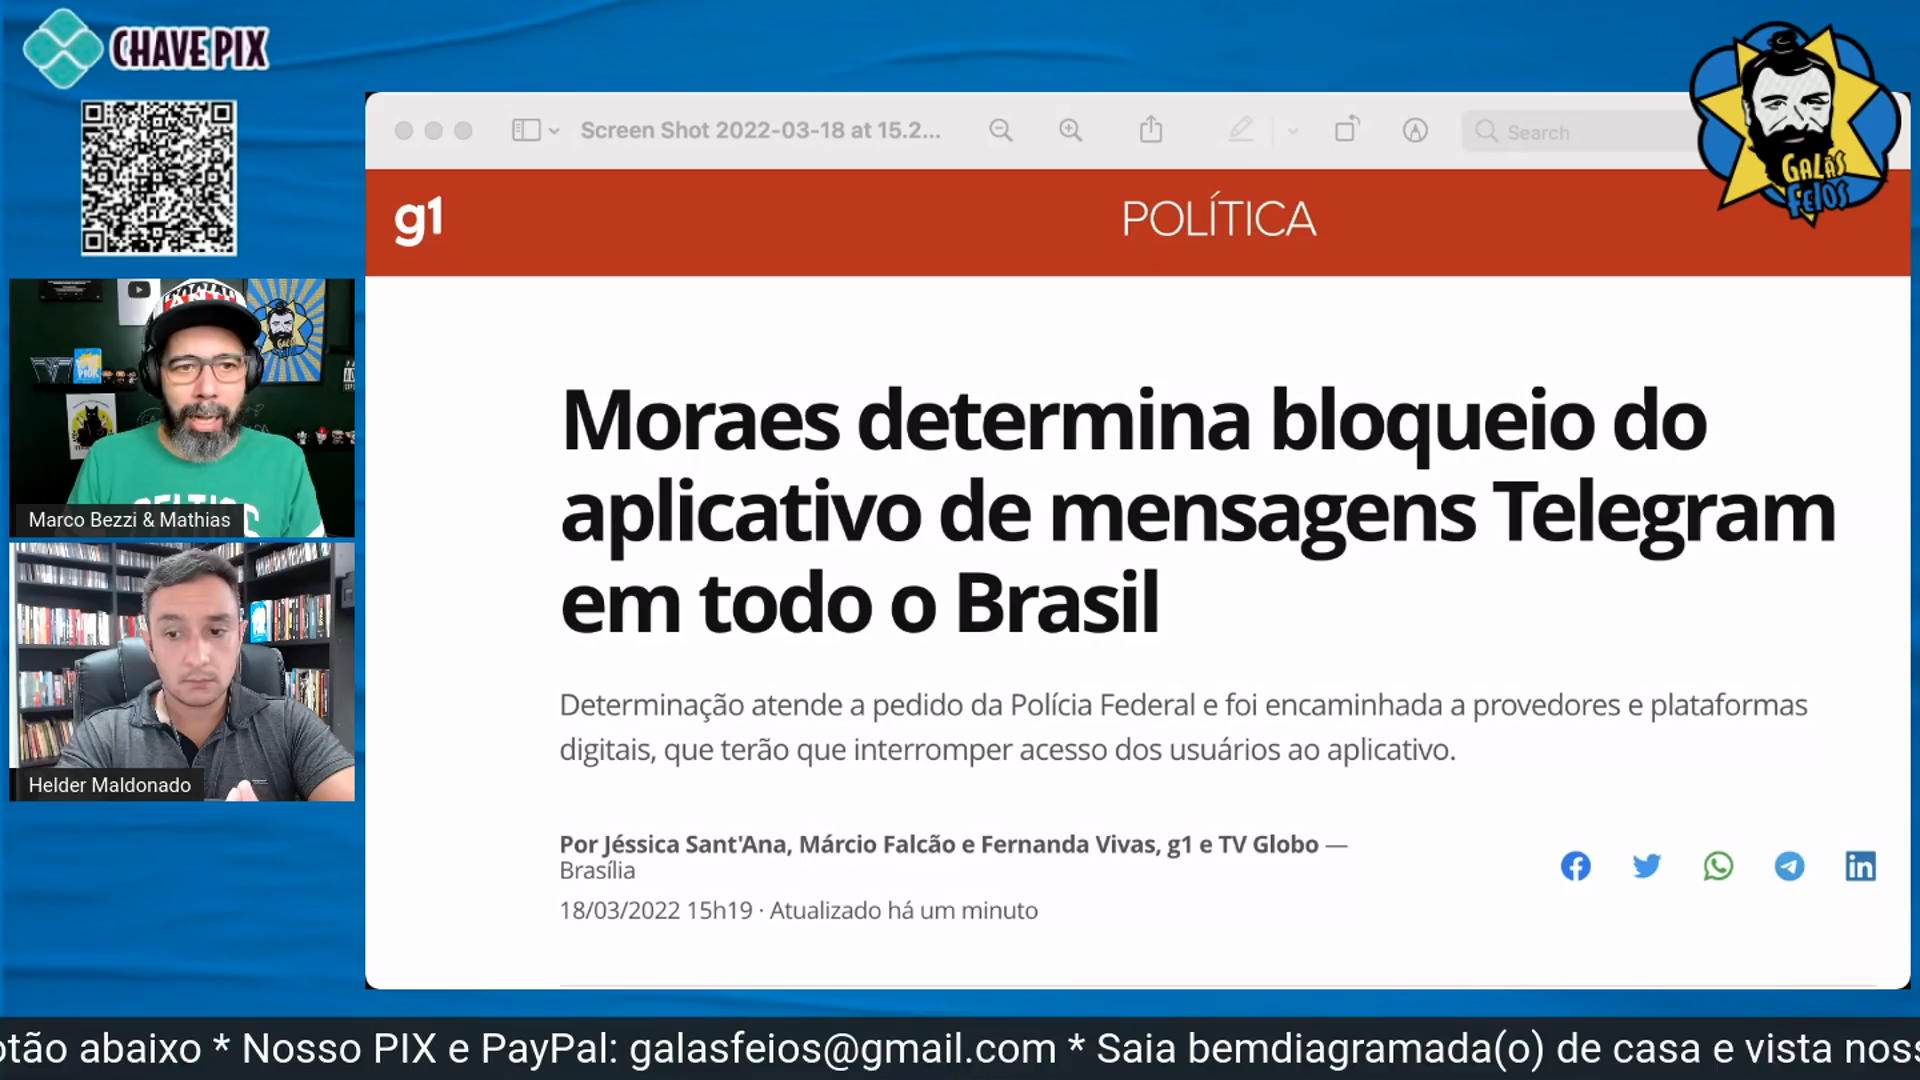 CHAVE PIX
Screen Shot 2022-03-18 at 15.2...
Search
GALÃS
FEIOS
g1
POLÍTICA
Moraes determina bloqueio do
aplicativo de mensagens Telegram
em todo o Brasil
Determinação atende a pedido da Polícia Federal e foi encaminhada a provedores e plataformas
digitais, que terão que interromper acesso dos usuários ao aplicativo.
Por Jéssica Sant'Ana, Márcio Falcão e Fernanda Vivas, g1 e TV Globo —
Brasília
18/03/2022 15h19 · Atualizado há um minuto
Marco Bezzi & Mathias
Helder Maldonado
otão abaixo * Nosso PIX e PayPal: galasfeios@gmail.com * Saia bemdiagramada(o) de casa e vista noss